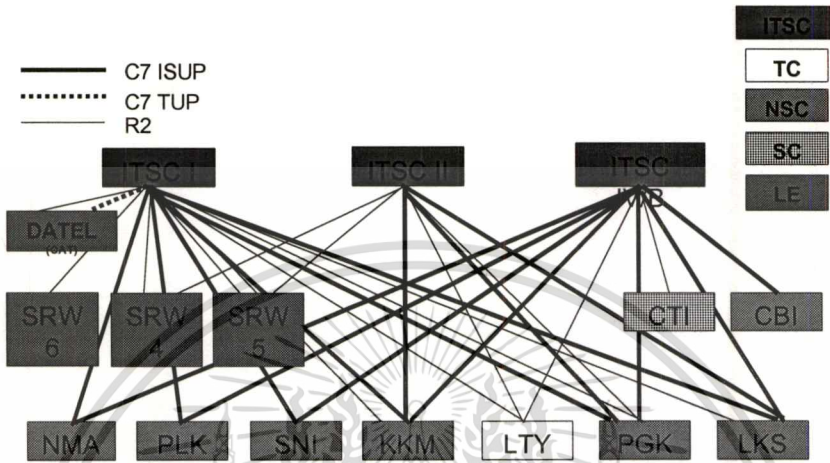 ITSC
TC
NSC
SC
LE
C7 ISUP
C7 TUP
R2
ITSC I
ITSC II
ITSC
DATEL
(CAT)
SRW
6
SRW
4
SRW
5
CTI
CBI
NMA
PLK
SNI
KKM
LTY
PGK
LKS